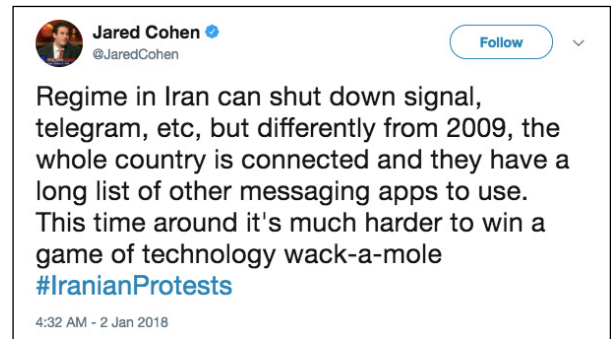 Jared Cohen
@JaredCohen
Follow
Regime in Iran can shut down signal,
telegram, etc, but differently from 2009, the
whole country is connected and they have a
long list of other messaging apps to use.
This time around it's much harder to win a
game of technology wack-a-mole
#IranianProtests
4:32 AM - 2 Jan 2018